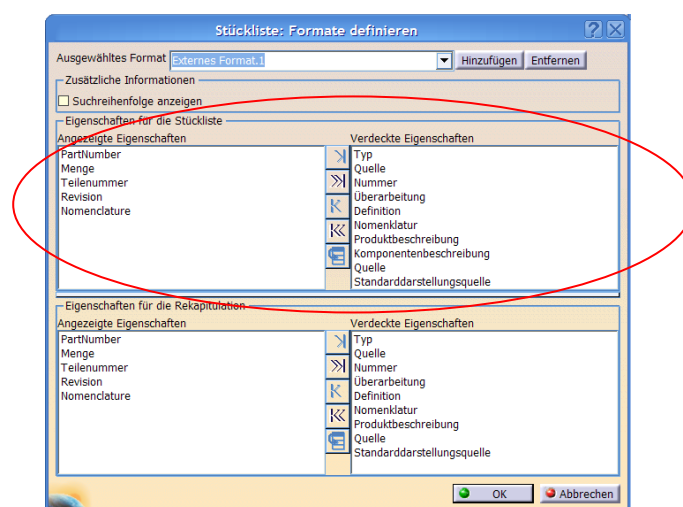 Stückliste: Formate definieren
Ausgewähltes Format Externes Format.1 Hinzufügen Entfernen
Zusätzliche Informationen
Suchreihenfolge anzeigen
Eigenschaften für die Stückliste
Angezeigte Eigenschaften Verdeckte Eigenschaften
PartNumber Typ
Menge Quelle
Teilenummer Nummer
Revision Überarbeitung
Nomenclature Definition
Nomenklatur
Produktbeschreibung
Komponentenbeschreibung
Quelle
Standarddarstellungsquelle
Eigenschaften für die Rekapitulation
Angezeigte Eigenschaften Verdeckte Eigenschaften
PartNumber Typ
Menge Quelle
Teilenummer Nummer
Revision Überarbeitung
Nomenclature Definition
Nomenklatur
Produktbeschreibung
Quelle
Standarddarstellungsquelle
OK Abbrechen